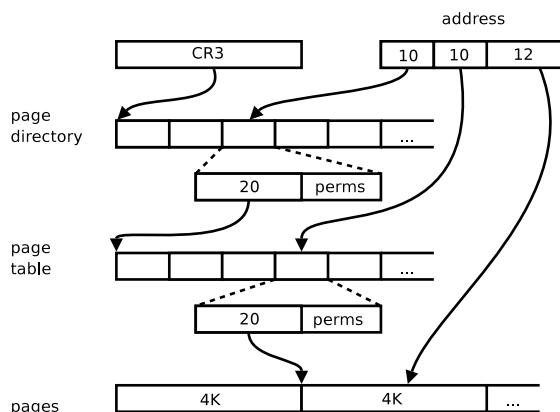 address
CR3 10 10 12
page
directory ...
20 perms
page
table ...
20 perms
pages 4K 4K ...